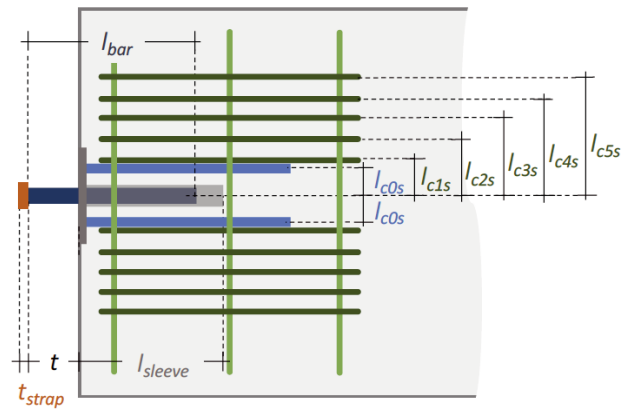 l_bar
l_c0s
l_c0s
l_c1s
l_c2s
l_c3s
l_c4s
l_c5s
t
l_sleeve
t_strap